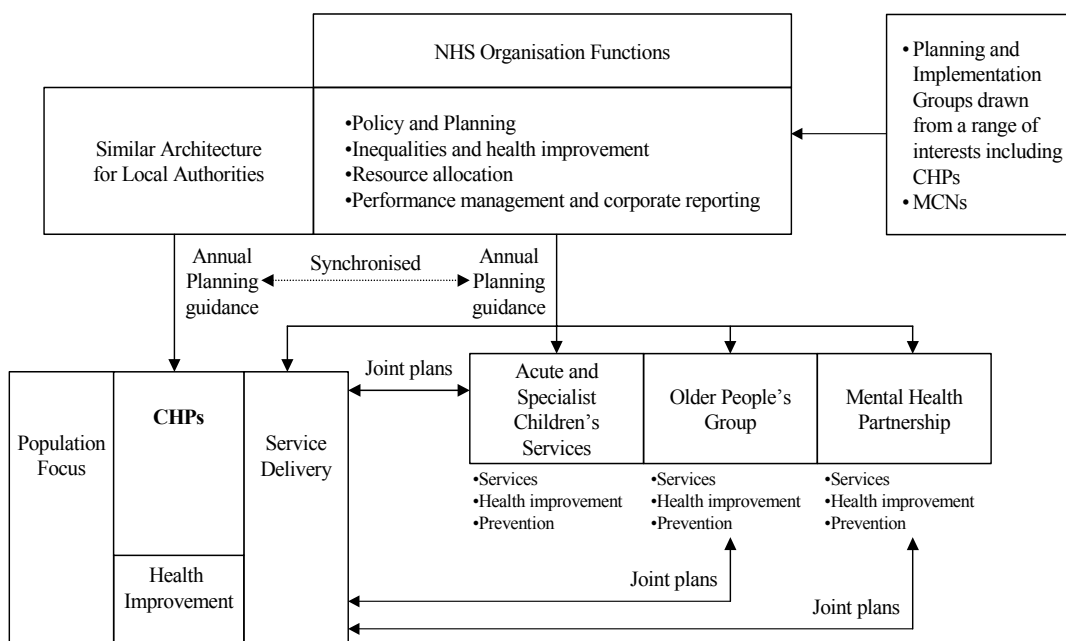 NHS Organisation Functions
• Planning and
Implementation
Groups drawn
from a range of
interests including
CHPs
• MCNs
Similar Architecture
for Local Authorities
•Policy and Planning
•Inequalities and health improvement
•Resource allocation
•Performance management and corporate reporting
Annual
Planning
guidance
Synchronised
Annual
Planning
guidance
Population
Focus
CHPs
Health
Improvement
Service
Delivery
Joint plans
Acute and
Specialist
Children’s
Services
Older People’s
Group
Mental Health
Partnership
•Services
•Health improvement
•Prevention
•Services
•Health improvement
•Prevention
•Services
•Health improvement
•Prevention
Joint plans
Joint plans